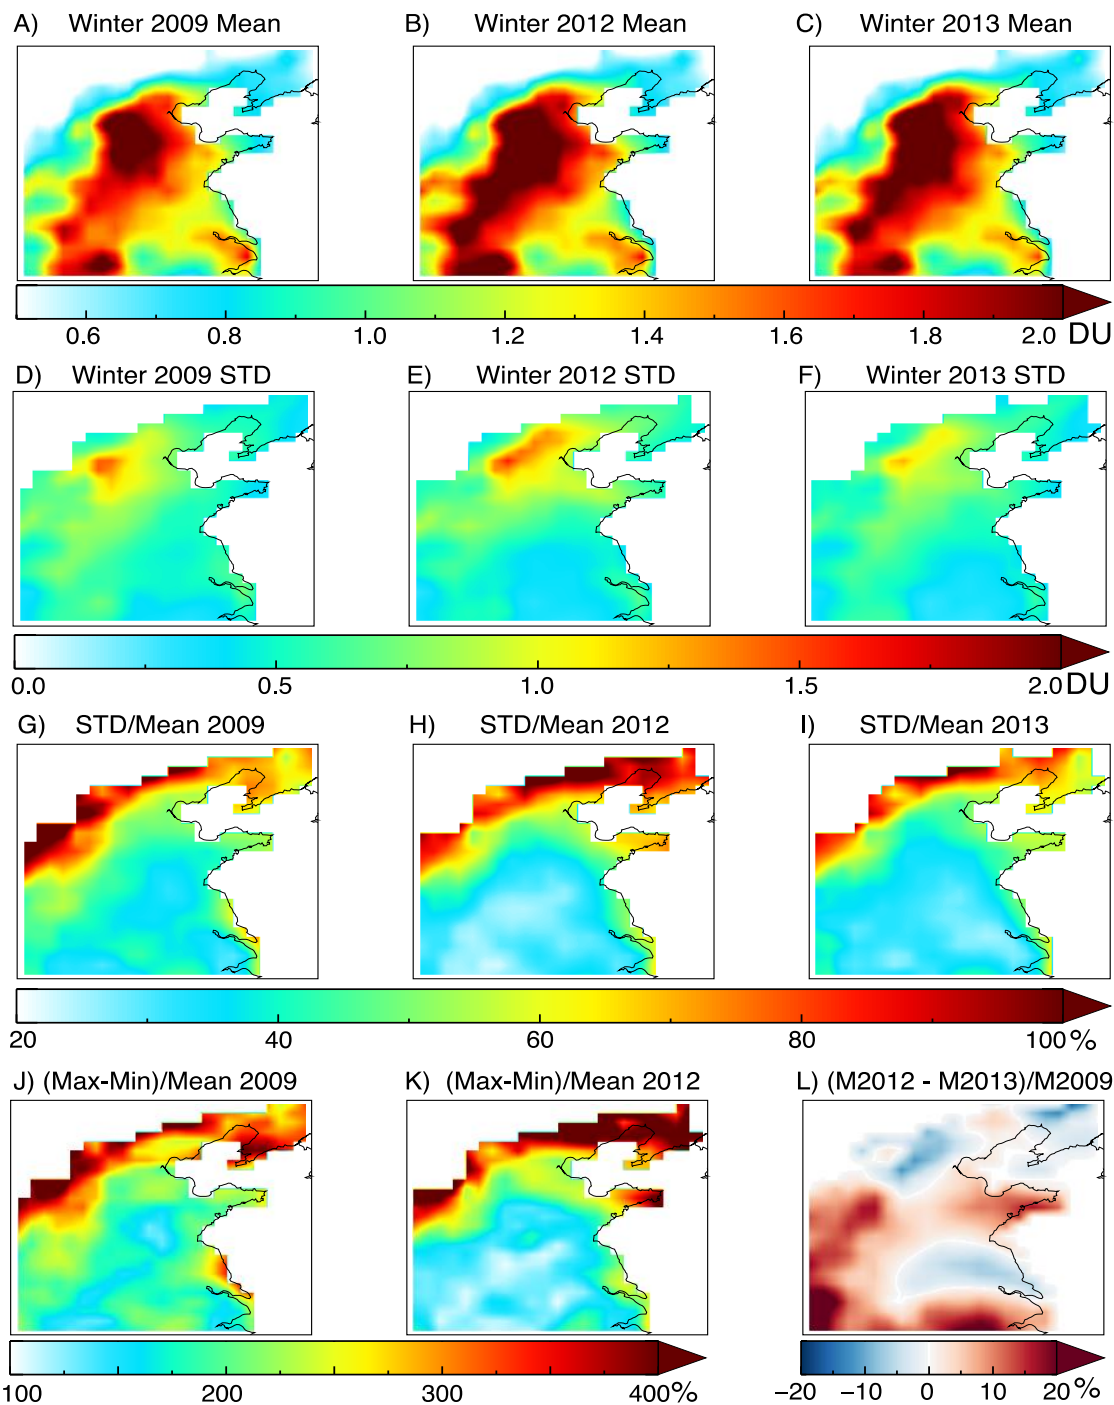 A) Winter 2009 Mean
B) Winter 2012 Mean
C) Winter 2013 Mean
0.6 0.8 1.0 1.2 1.4 1.6 1.8 2.0 DU
D) Winter 2009 STD
E) Winter 2012 STD
F) Winter 2013 STD
0.0 0.5 1.0 1.5 2.0 DU
G) STD/Mean 2009
H) STD/Mean 2012
I) STD/Mean 2013
20 40 60 80 100%
J) (Max-Min)/Mean 2009
K) (Max-Min)/Mean 2012
L) (M2012 - M2013)/M2009
100 200 300 400%
−20 −10 0 10 20%